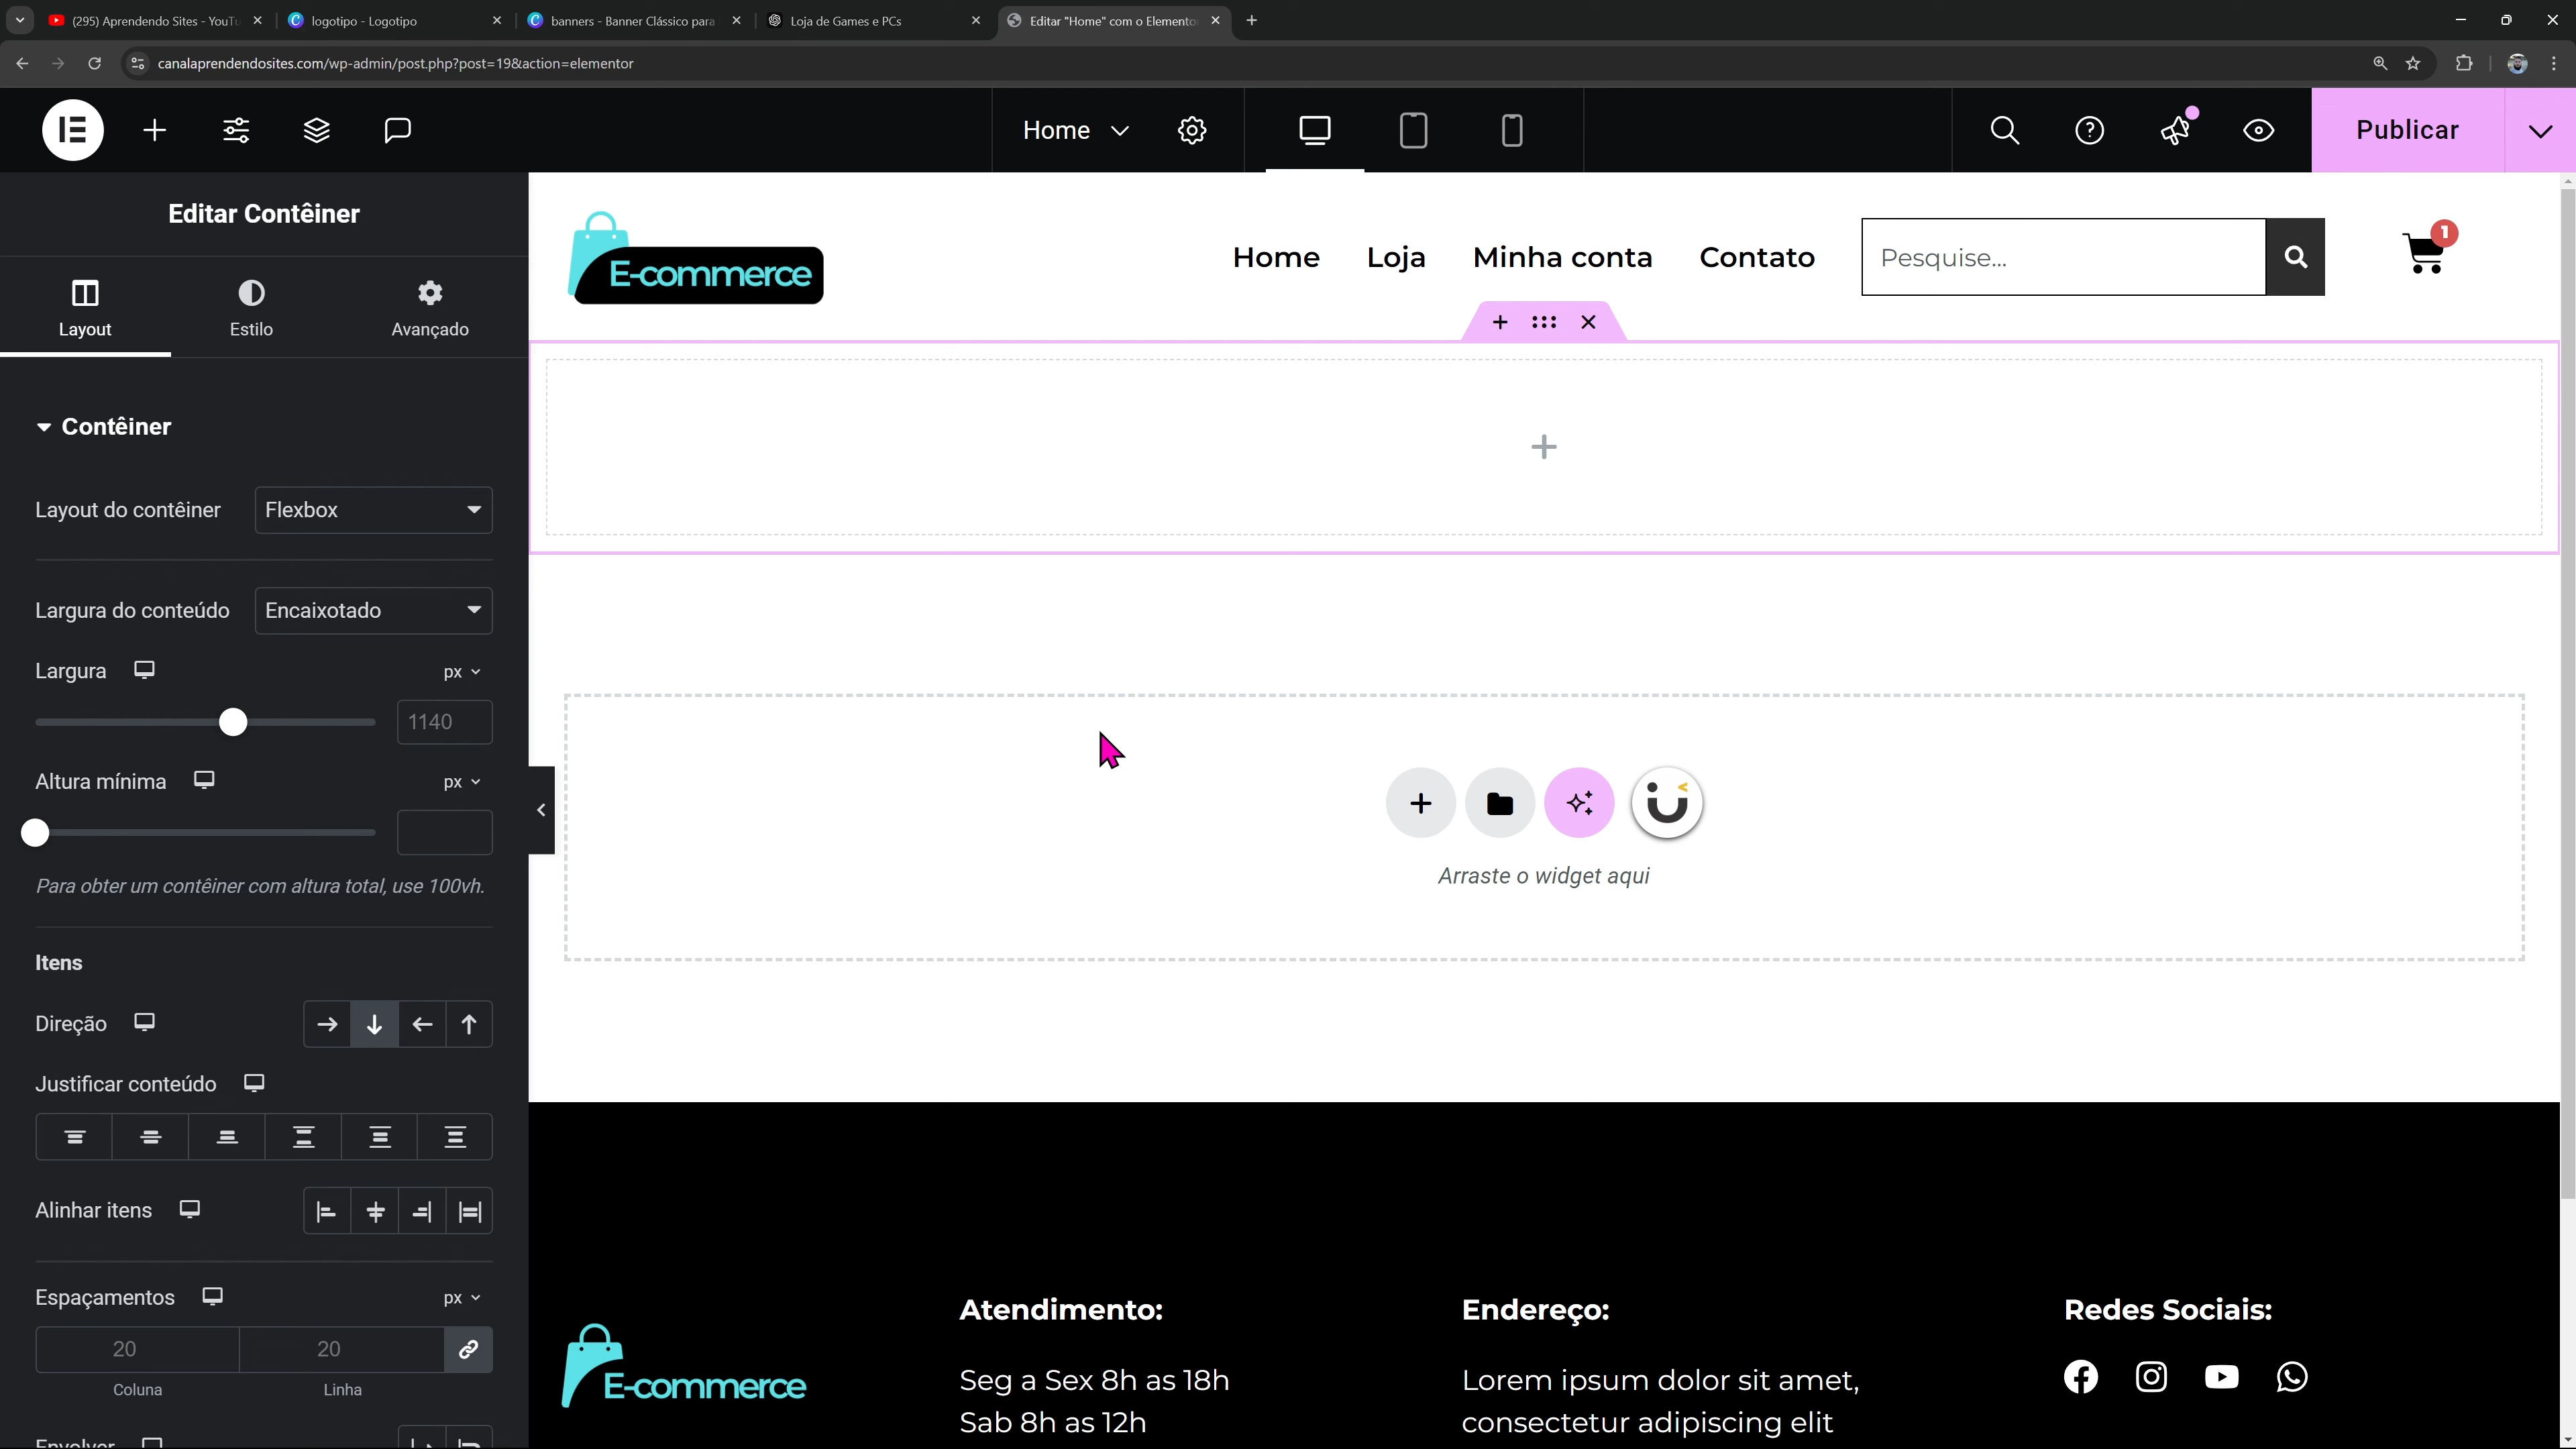 (295) Aprendendo Sites - YouTu
logotipo - Logotipo
banners - Banner Clássico para
Loja de Games e PCs
Editar "Home" com o Elemento
canalaprendendosites.com/wp-admin/post.php?post=19&action=elementor
Home
Publicar
Editar Contêiner
Layout
Estilo
Avançado
Contêiner
Layout do contêiner
Flexbox
Largura do conteúdo
Encaixotado
Largura
px
1140
Altura mínima
px
Para obter um contêiner com altura total, use 100vh.
Itens
Direção
Justificar conteúdo
Alinhar itens
Espaçamentos
px
20
20
Coluna
Linha
Envolver
E-commerce
Home
Loja
Minha conta
Contato
Pesquise...
1
Arraste o widget aqui
E-commerce
Atendimento:
Seg a Sex 8h as 18h
Sab 8h as 12h
Endereço:
Lorem ipsum dolor sit amet,
consectetur adipiscing elit
Redes Sociais: